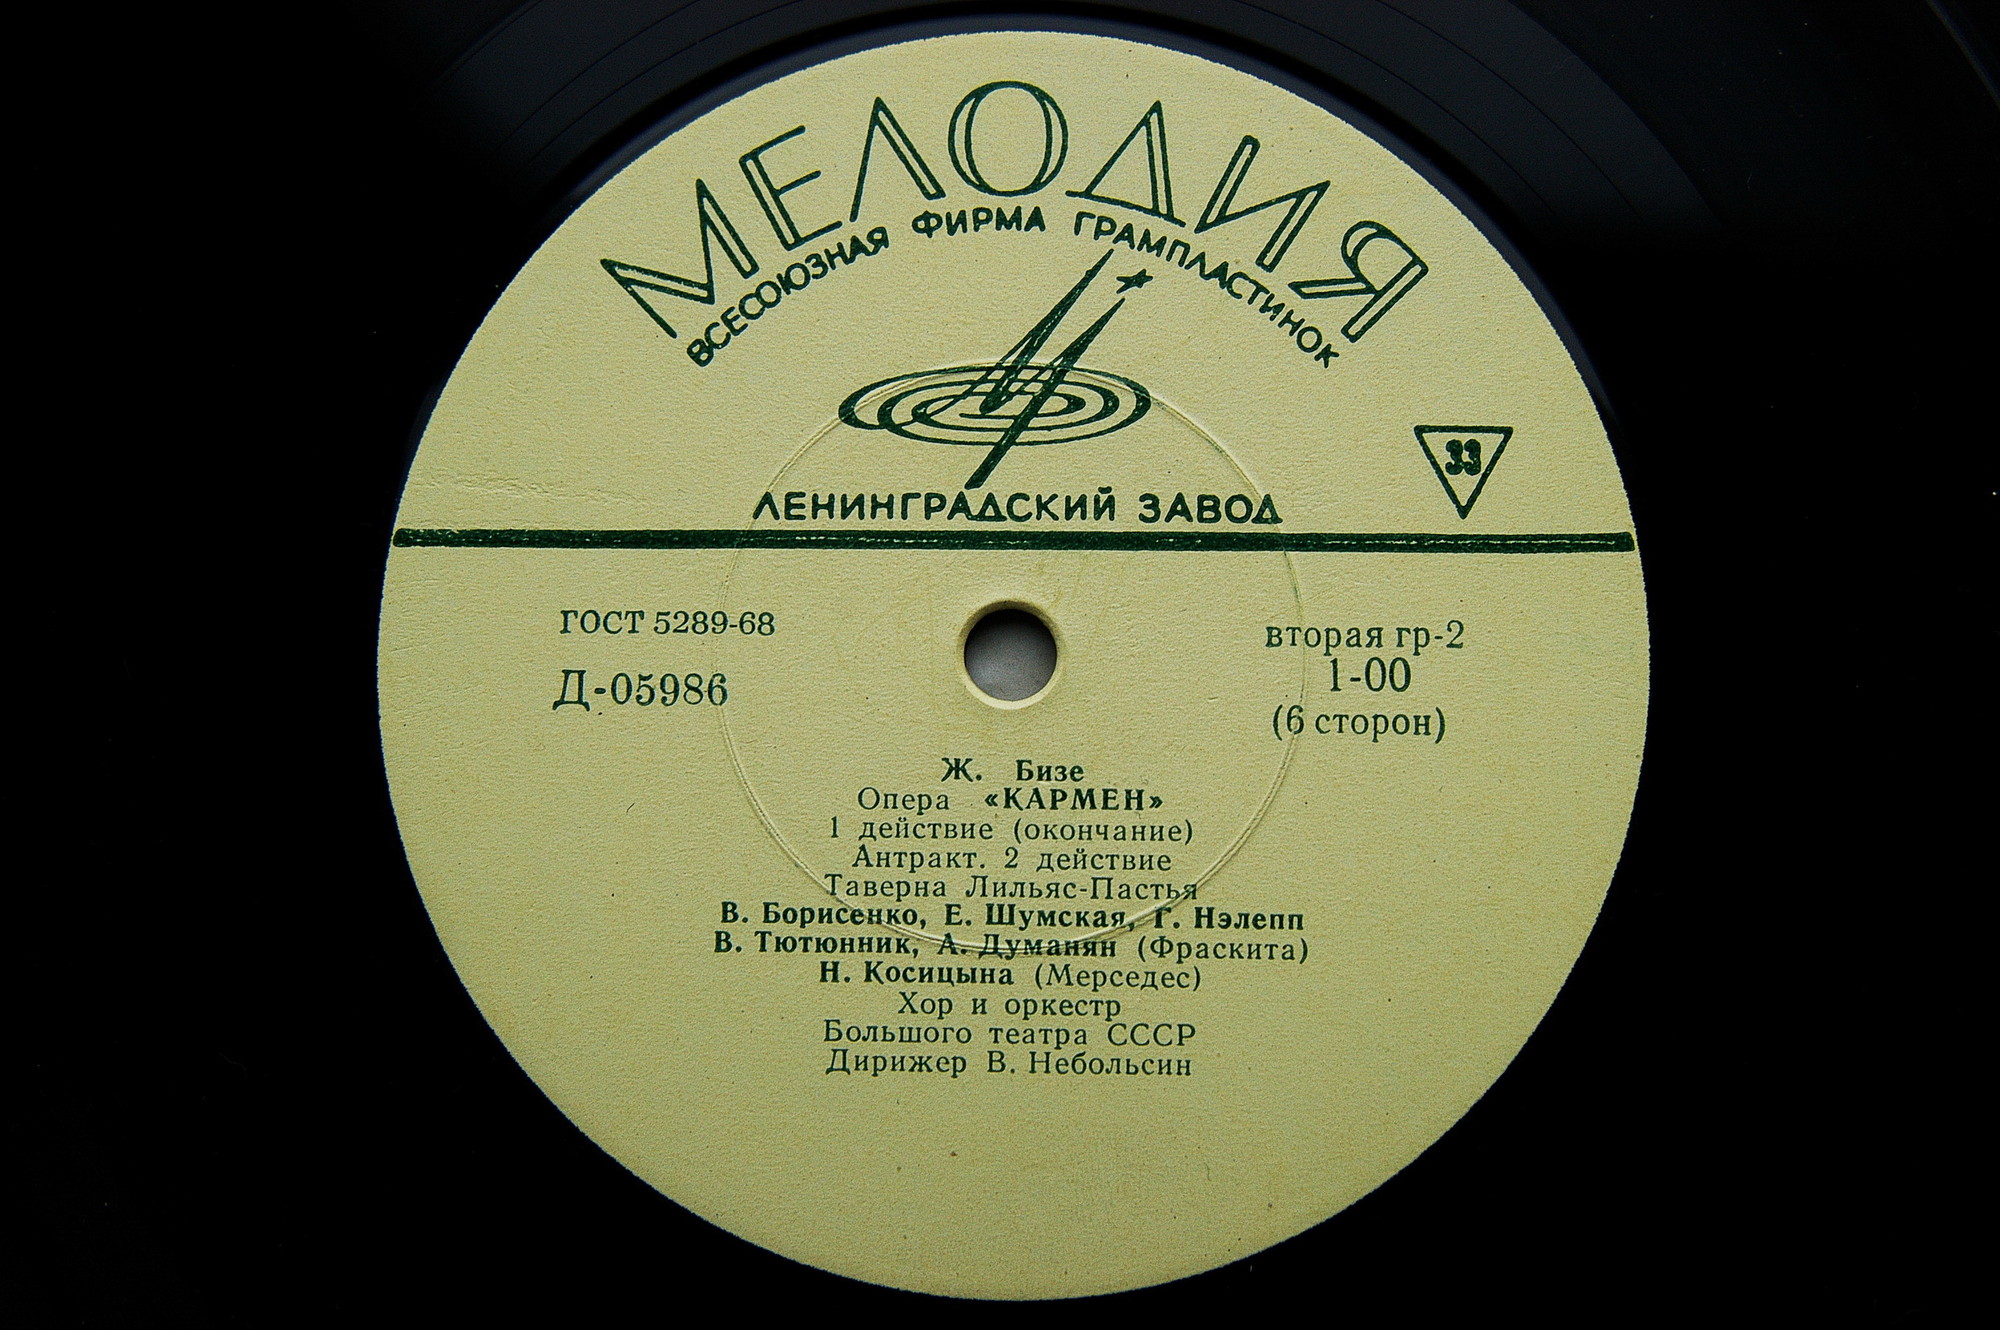 МЕЛОДИЯ
ВСЕСОЮЗНАЯ ФИРМА ГРАМПЛАСТИНОК
33
ЛЕНИНГРАДСКИЙ ЗАВОД
ГОСТ 5289-68
Д-05986
вторая гр-2
1-00
(6 сторон)
Ж. Бизе
Опера «КАРМЕН»
1 действие (окончание)
Антракт. 2 действие
Таверна Лильяс-Пастья
В. Борисенко, Е. Шумская, Г. Нэлепп
В. Тютюнник, А. Думанян (Фраскита)
Н. Косицына (Мерседес)
Хор и оркестр
Большого театра СССР
Дирижер В. Небольсин